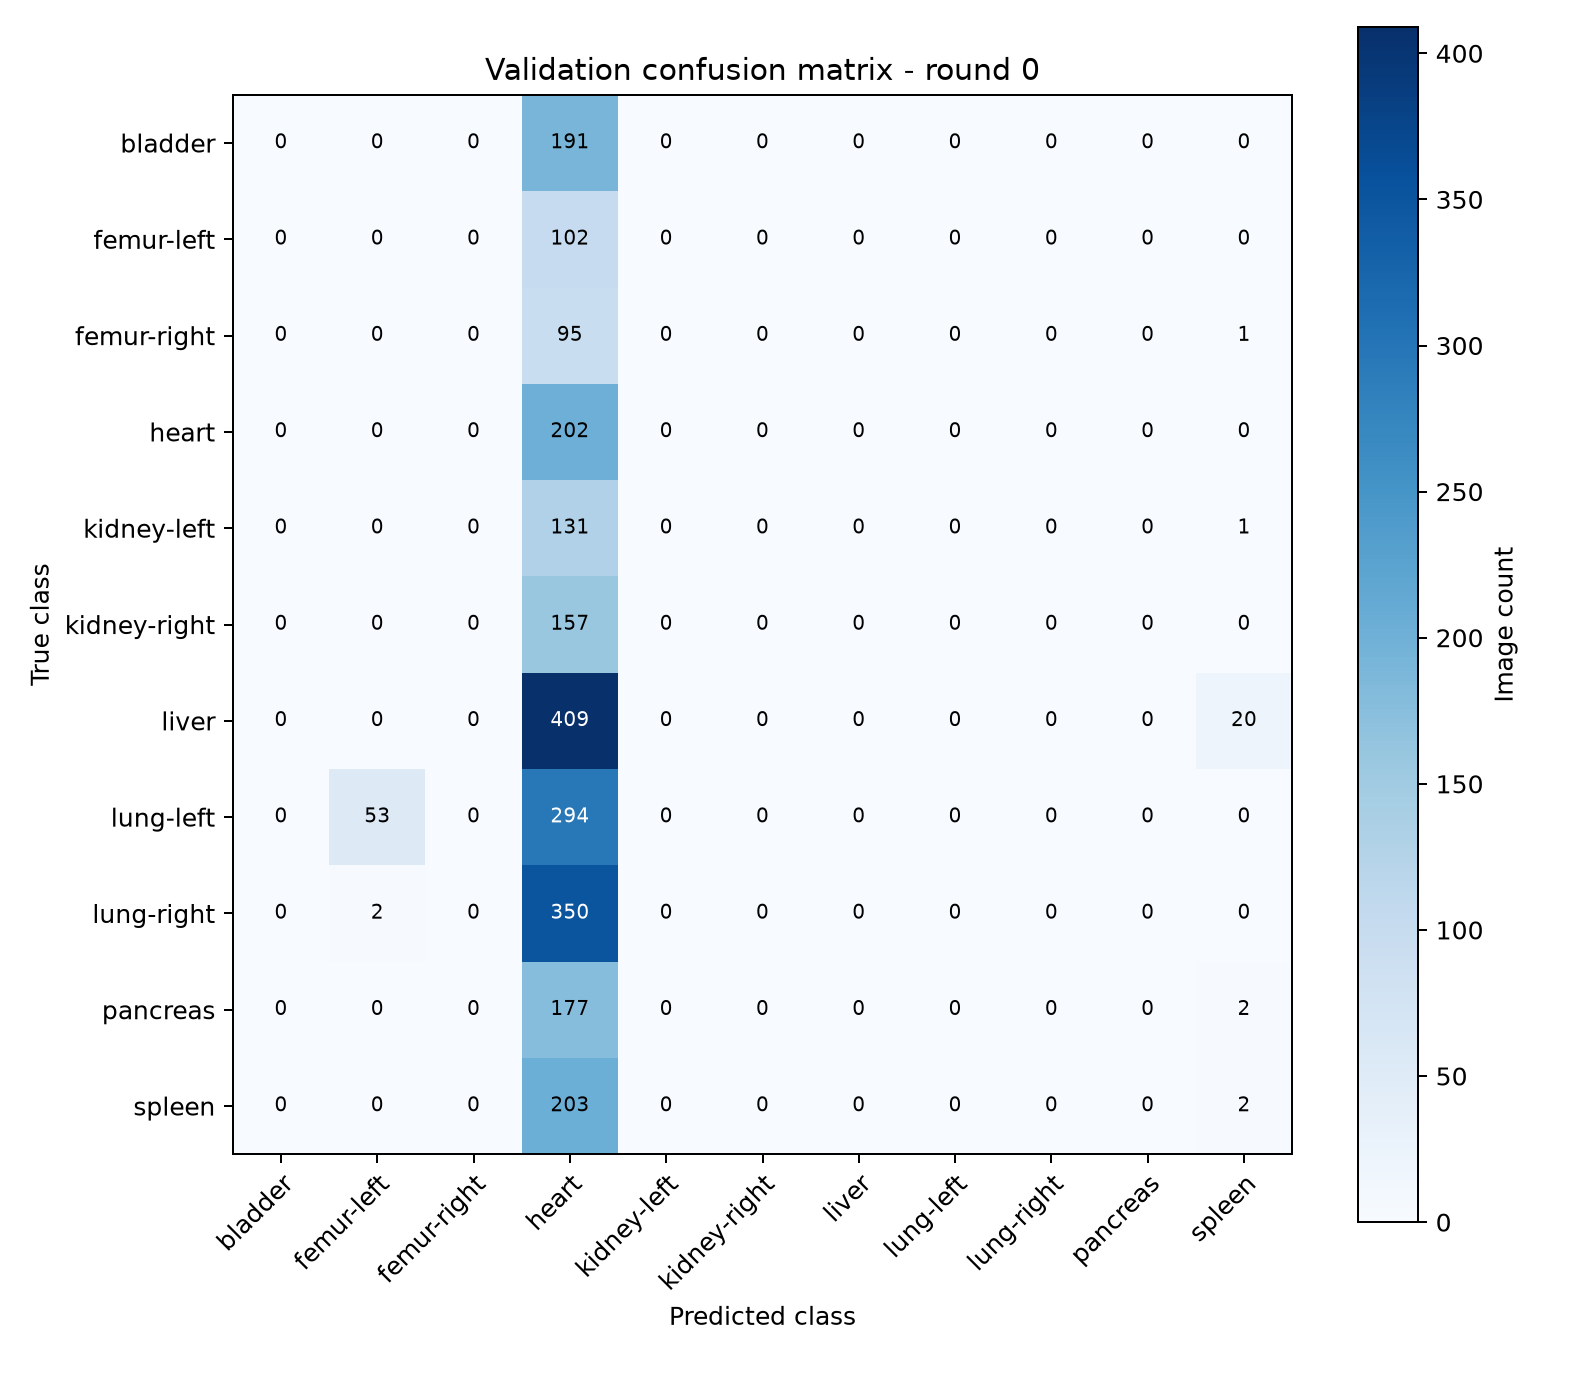 Validation confusion matrix - round 0
True class
bladder 0 0 0 191 0 0 0 0 0 0 0
femur-left 0 0 0 102 0 0 0 0 0 0 0
femur-right 0 0 0 95 0 0 0 0 0 0 1
heart 0 0 0 202 0 0 0 0 0 0 0
kidney-left 0 0 0 131 0 0 0 0 0 0 1
kidney-right 0 0 0 157 0 0 0 0 0 0 0
liver 0 0 0 409 0 0 0 0 0 0 20
lung-left 0 53 0 294 0 0 0 0 0 0 0
lung-right 0 2 0 350 0 0 0 0 0 0 0
pancreas 0 0 0 177 0 0 0 0 0 0 2
spleen 0 0 0 203 0 0 0 0 0 0 2
bladder femur-left femur-right heart kidney-left kidney-right liver lung-left lung-right pancreas spleen
Predicted class
400
350
300
250
200
150
100
50
0
Image count